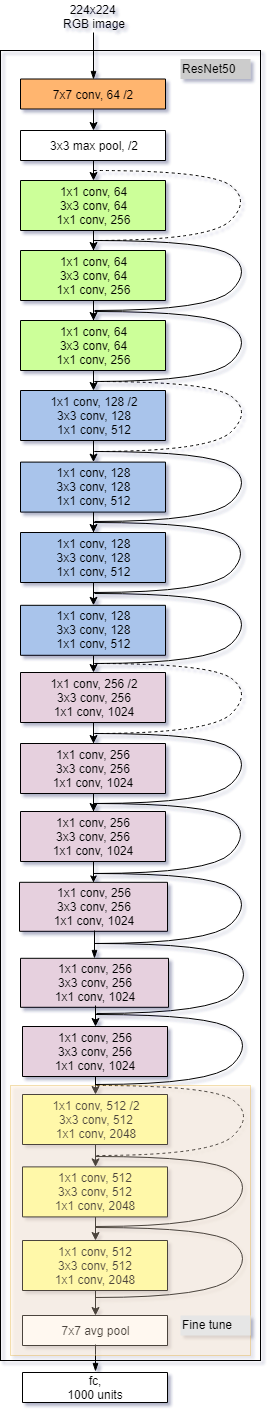 224x224
RGB image
ResNet50
7x7 conv, 64 /2
3x3 max pool, /2
1x1 conv, 64
3x3 conv, 64
1x1 conv, 256
1x1 conv, 64
3x3 conv, 64
1x1 conv, 256
1x1 conv, 64
3x3 conv, 64
1x1 conv, 256
1x1 conv, 128 /2
3x3 conv, 128
1x1 conv, 512
1x1 conv, 128
3x3 conv, 128
1x1 conv, 512
1x1 conv, 128
3x3 conv, 128
1x1 conv, 512
1x1 conv, 128
3x3 conv, 128
1x1 conv, 512
1x1 conv, 256 /2
3x3 conv, 256
1x1 conv, 1024
1x1 conv, 256
3x3 conv, 256
1x1 conv, 1024
1x1 conv, 256
3x3 conv, 256
1x1 conv, 1024
1x1 conv, 256
3x3 conv, 256
1x1 conv, 1024
1x1 conv, 256
3x3 conv, 256
1x1 conv, 1024
1x1 conv, 256
3x3 conv, 256
1x1 conv, 1024
1x1 conv, 512 /2
3x3 conv, 512
1x1 conv, 2048
1x1 conv, 512
3x3 conv, 512
1x1 conv, 2048
1x1 conv, 512
3x3 conv, 512
1x1 conv, 2048
7x7 avg pool
Fine tune
fc,
1000 units